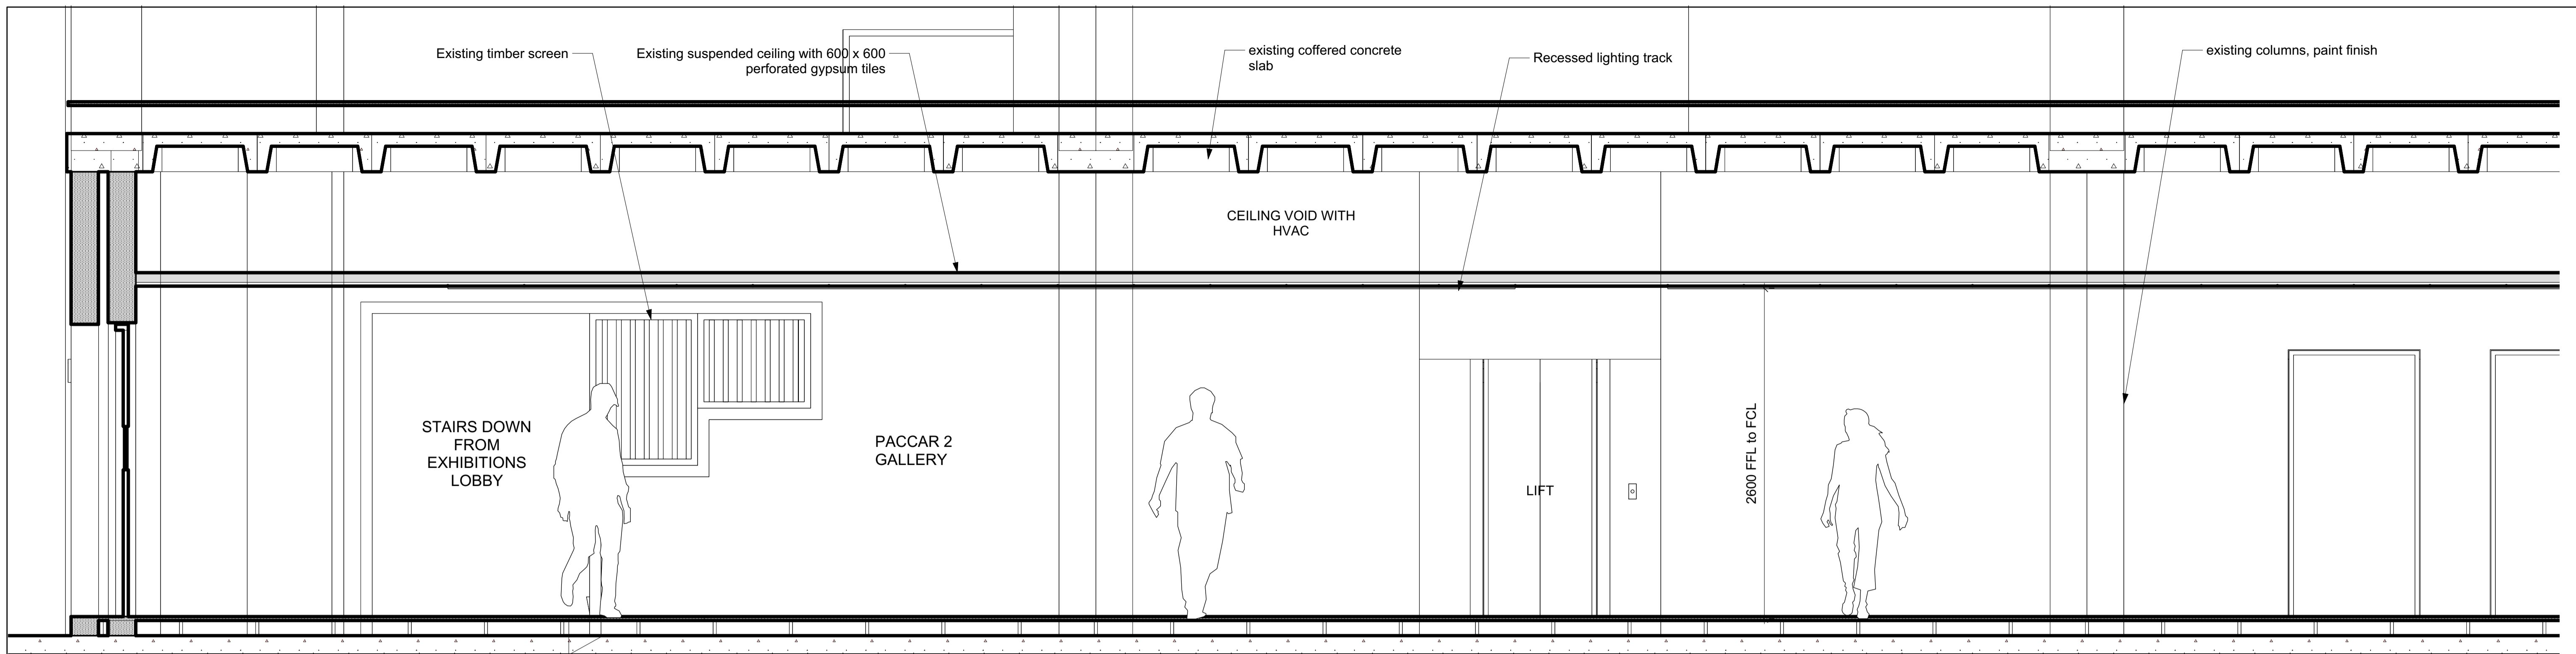 Existing timber screen
Existing suspended ceiling with 600 x 600
perforated gypsum tiles
existing coffered concrete
slab
Recessed lighting track
existing columns, paint finish
CEILING VOID WITH
HVAC
STAIRS DOWN
FROM
EXHIBITIONS
LOBBY
PACCAR 2
GALLERY
LIFT
2600 FFL to FCL